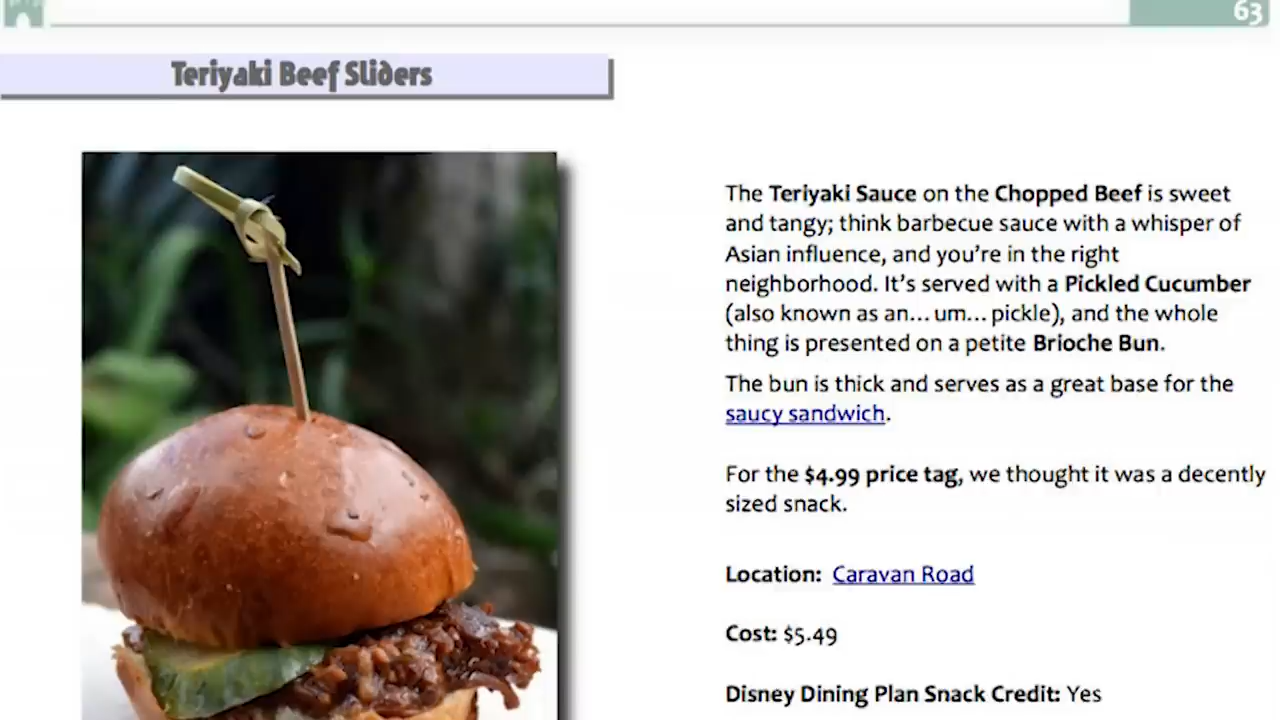 63
Teriyaki Beef Sliders
The Teriyaki Sauce on the Chopped Beef is sweet
and tangy; think barbecue sauce with a whisper of
Asian influence, and you're in the right
neighborhood. It's served with a Pickled Cucumber
(also known as an... um... pickle), and the whole
thing is presented on a petite Brioche Bun.
The bun is thick and serves as a great base for the
saucy sandwich.
For the $4.99 price tag, we thought it was a decently
sized snack.
Location: Caravan Road
Cost: $5.49
Disney Dining Plan Snack Credit: Yes